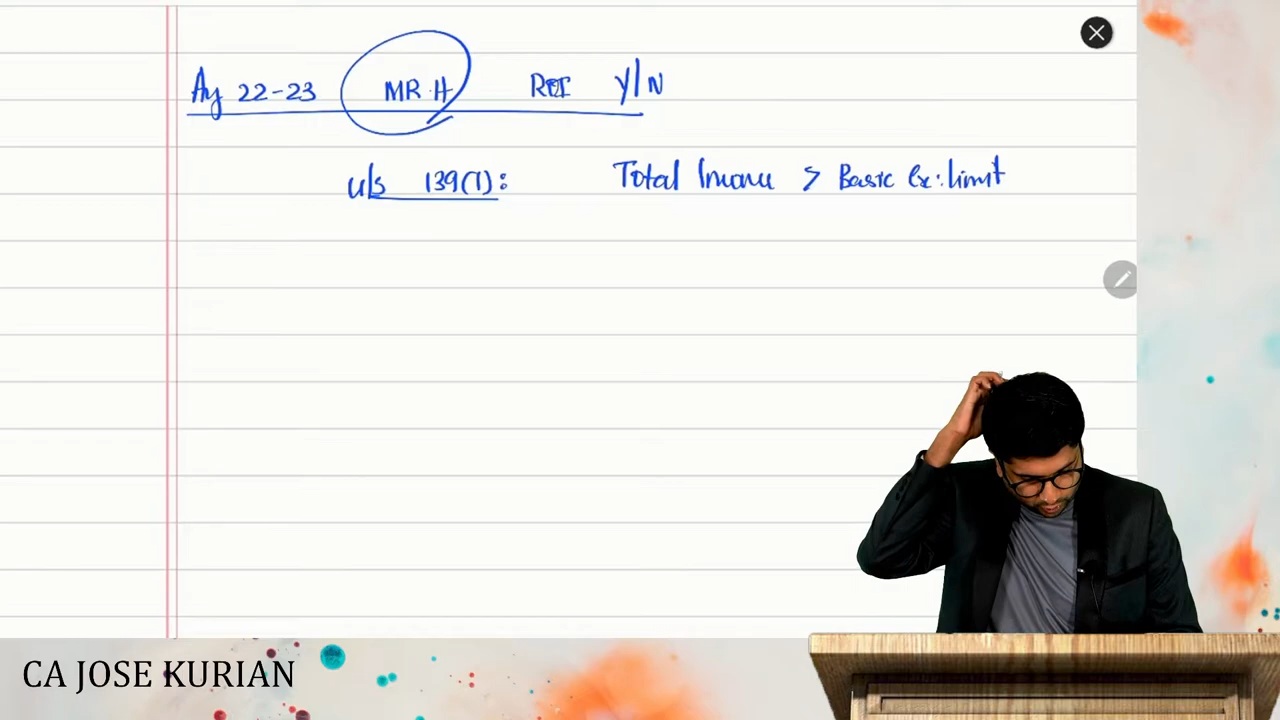 Ay 22-23 MR.H ROI Y/N
u/s 139(1): Total Income > Basic Ex:limit
CA JOSE KURIAN